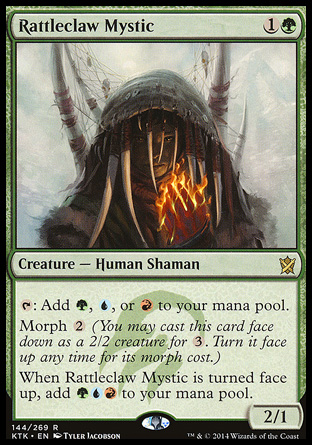 Rattleclaw Mystic 1
Creature — Human Shaman
: Add , , or to your mana pool.
Morph 2 (You may cast this card face
down as a 2/2 creature for 3. Turn it face
up any time for its morph cost.)
When Rattleclaw Mystic is turned face
up, add to your mana pool.
2/1
144/269 R
KTK • EN Tyler Jacobson
™ & © 2014 Wizards of the Coast